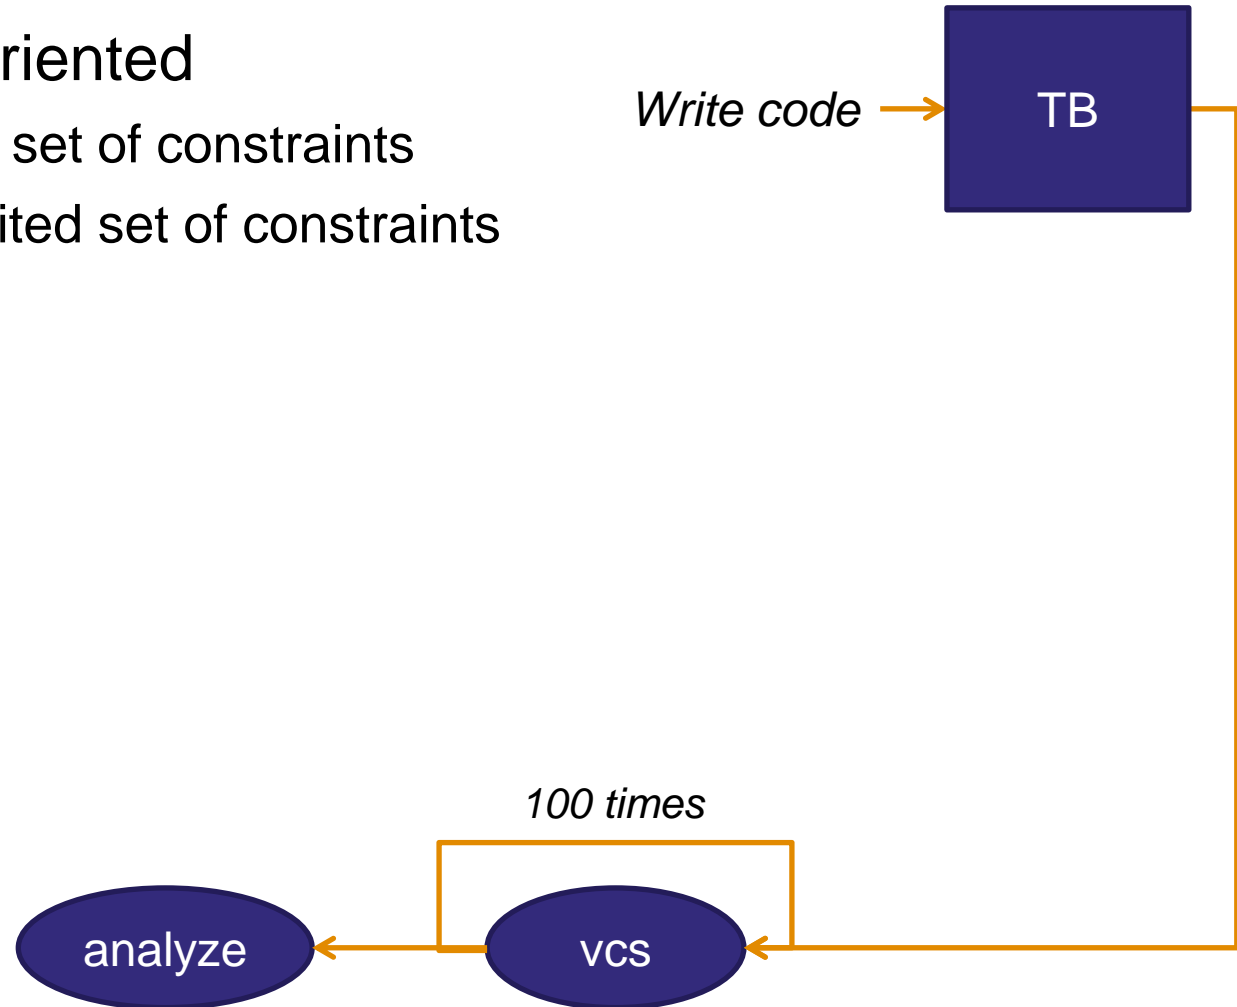 riented
set of constraints
ited set of constraints
Write code
TB
100 times
analyze
vcs